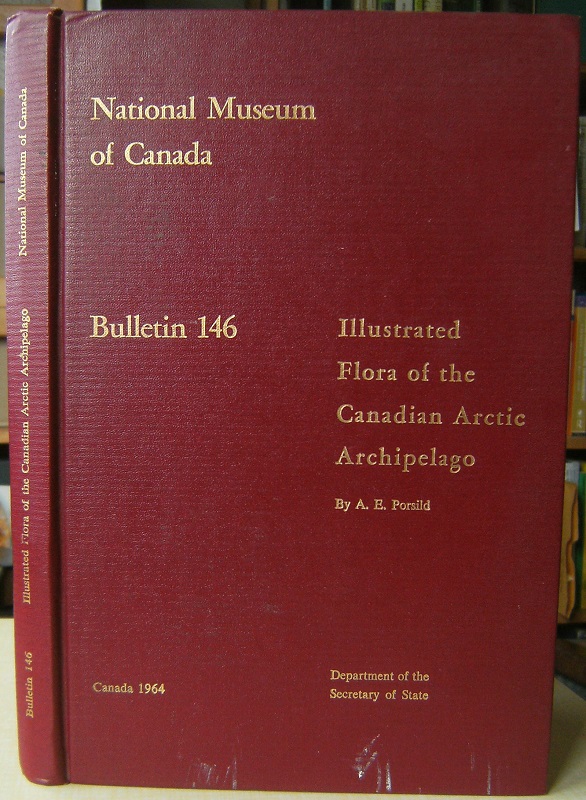 National Museum
of Canada
Bulletin 146
Illustrated
Flora of the
Canadian Arctic
Archipelago
By A. E. Porsild
Canada 1964
Department of the
Secretary of State
Bulletin 146 Illustrated Flora of the Canadian Arctic Archipelago National Museum of Canada